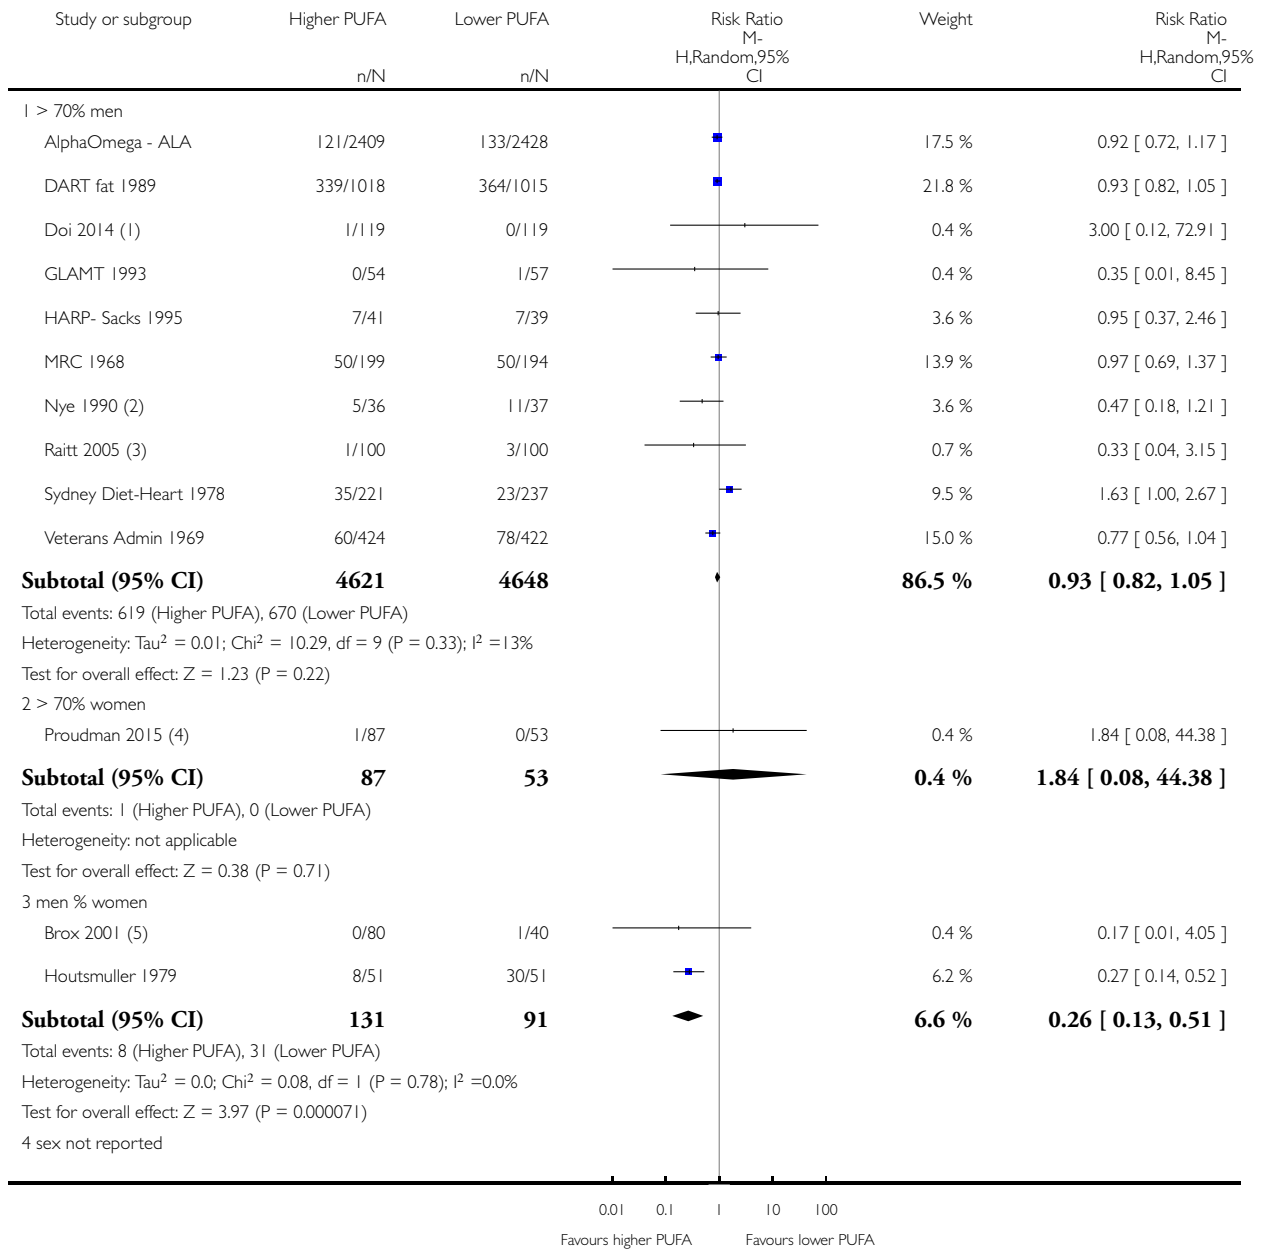 Study or subgroup Higher PUFA Lower PUFA Risk Ratio Weight Risk Ratio
M- M-
H,Random,95% H,Random,95%
n/N n/N CI CI
1 > 70% men
AlphaOmega - ALA 121/2409 133/2428 17.5 % 0.92 [ 0.72, 1.17 ]
DART fat 1989 339/1018 364/1015 21.8 % 0.93 [ 0.82, 1.05 ]
Doi 2014 (1) 1/119 0/119 0.4 % 3.00 [ 0.12, 72.91 ]
GLAMT 1993 0/54 1/57 0.4 % 0.35 [ 0.01, 8.45 ]
HARP- Sacks 1995 7/41 7/39 3.6 % 0.95 [ 0.37, 2.46 ]
MRC 1968 50/199 50/194 13.9 % 0.97 [ 0.69, 1.37 ]
Nye 1990 (2) 5/36 11/37 3.6 % 0.47 [ 0.18, 1.21 ]
Raitt 2005 (3) 1/100 3/100 0.7 % 0.33 [ 0.04, 3.15 ]
Sydney Diet-Heart 1978 35/221 23/237 9.5 % 1.63 [ 1.00, 2.67 ]
Veterans Admin 1969 60/424 78/422 15.0 % 0.77 [ 0.56, 1.04 ]
Subtotal (95% CI) 4621 4648 86.5 % 0.93 [ 0.82, 1.05 ]
Total events: 619 (Higher PUFA), 670 (Lower PUFA)
Heterogeneity: Tau² = 0.01; Chi² = 10.29, df = 9 (P = 0.33); I² =13%
Test for overall effect: Z = 1.23 (P = 0.22)
2 > 70% women
Proudman 2015 (4) 1/87 0/53 0.4 % 1.84 [ 0.08, 44.38 ]
Subtotal (95% CI) 87 53 0.4 % 1.84 [ 0.08, 44.38 ]
Total events: 1 (Higher PUFA), 0 (Lower PUFA)
Heterogeneity: not applicable
Test for overall effect: Z = 0.38 (P = 0.71)
3 men % women
Brox 2001 (5) 0/80 1/40 0.4 % 0.17 [ 0.01, 4.05 ]
Houtsmuller 1979 8/51 30/51 6.2 % 0.27 [ 0.14, 0.52 ]
Subtotal (95% CI) 131 91 6.6 % 0.26 [ 0.13, 0.51 ]
Total events: 8 (Higher PUFA), 31 (Lower PUFA)
Heterogeneity: Tau² = 0.0; Chi² = 0.08, df = 1 (P = 0.78); I² =0.0%
Test for overall effect: Z = 3.97 (P = 0.000071)
4 sex not reported
0.01 0.1 1 10 100
Favours higher PUFA Favours lower PUFA